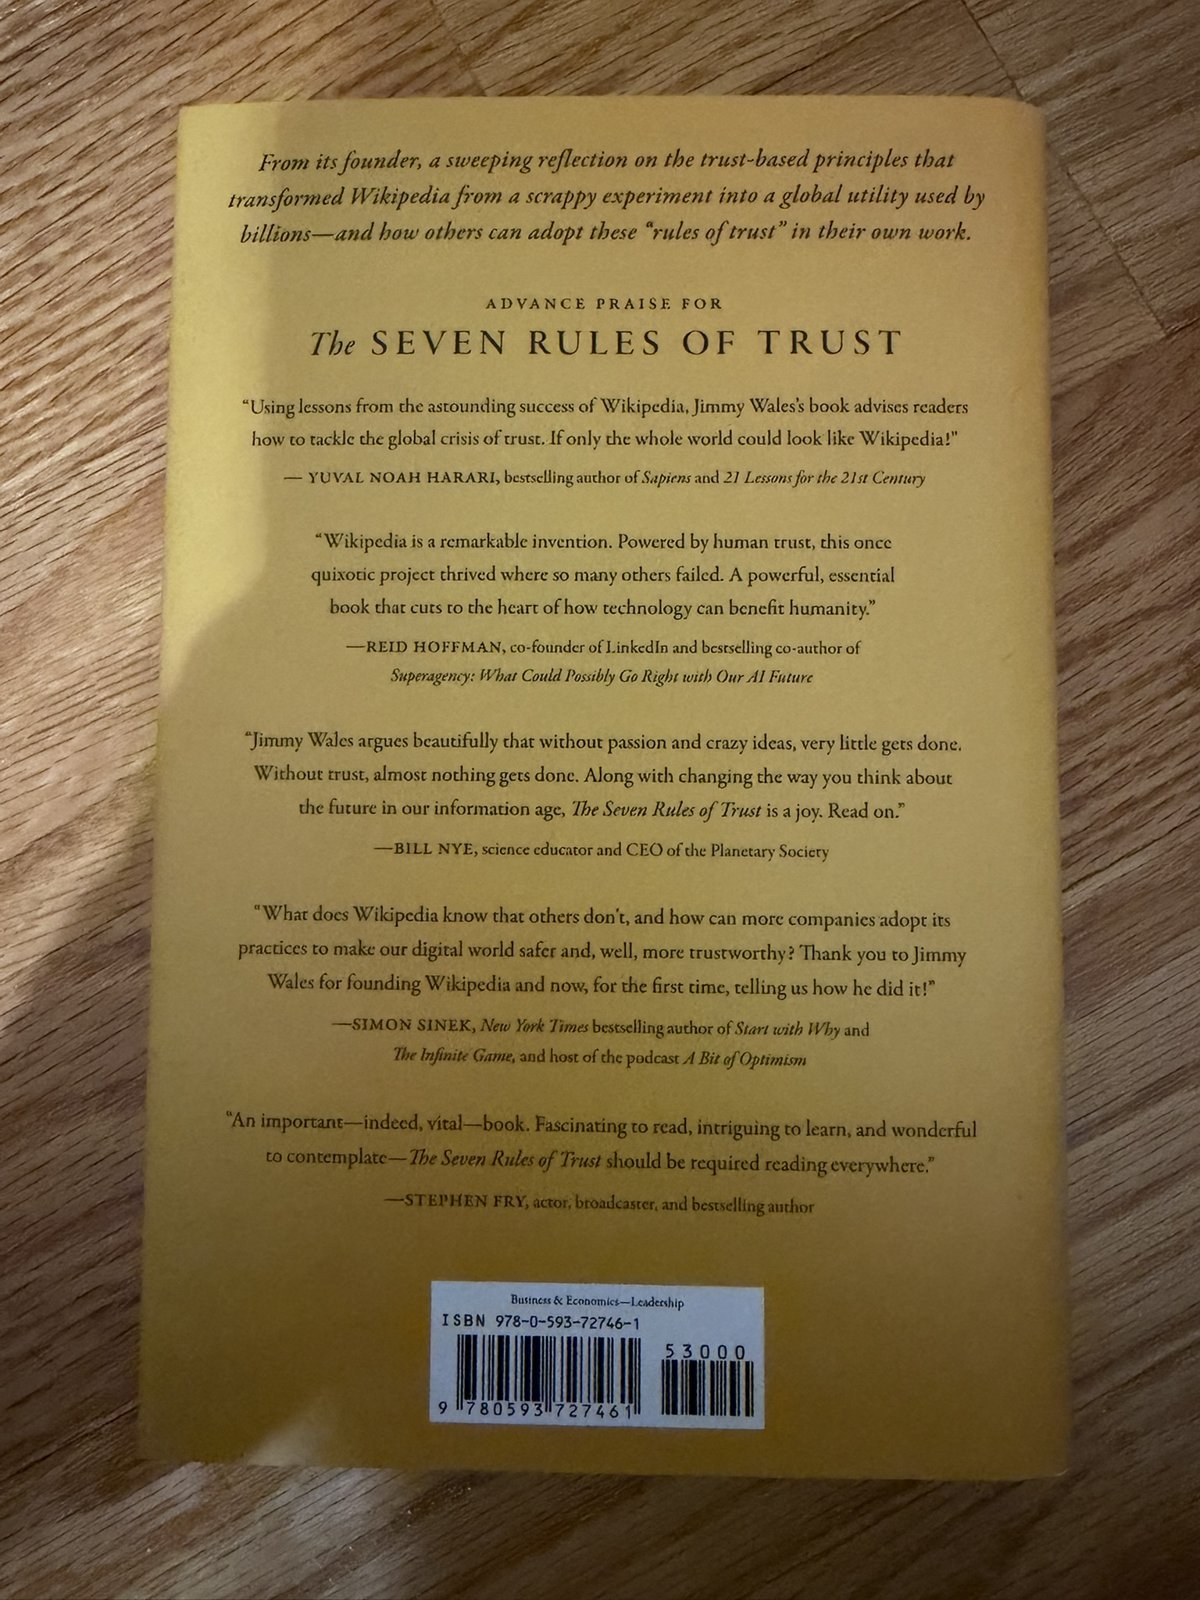 From its founder, a sweeping reflection on the trust-based principles that
transformed Wikipedia from a scrappy experiment into a global utility used by
billions—and how others can adopt these “rules of trust” in their own work.
ADVANCE PRAISE FOR
The SEVEN RULES OF TRUST
“Using lessons from the astounding success of Wikipedia, Jimmy Wales’s book advises readers
how to tackle the global crisis of trust. If only the whole world could look like Wikipedia!”
— YUVAL NOAH HARARI, bestselling author of Sapiens and 21 Lessons for the 21st Century
“Wikipedia is a remarkable invention. Powered by human trust, this once
quixotic project thrived where so many others failed. A powerful, essential
book that cuts to the heart of how technology can benefit humanity.”
—REID HOFFMAN, co-founder of LinkedIn and bestselling co-author of
Superagency: What Could Possibly Go Right with Our AI Future
“Jimmy Wales argues beautifully that without passion and crazy ideas, very little gets done.
Without trust, almost nothing gets done. Along with changing the way you think about
the future in our information age, The Seven Rules of Trust is a joy. Read on.”
—BILL NYE, science educator and CEO of the Planetary Society
“What does Wikipedia know that others don’t, and how can more companies adopt its
practices to make our digital world safer and, well, more trustworthy? Thank you to Jimmy
Wales for founding Wikipedia and now, for the first time, telling us how he did it!”
—SIMON SINEK, New York Times bestselling author of Start with Why and
The Infinite Game, and host of the podcast A Bit of Optimism
“An important—indeed, vital—book. Fascinating to read, intriguing to learn, and wonderful
to contemplate—The Seven Rules of Trust should be required reading everywhere.”
—STEPHEN FRY, actor, broadcaster, and bestselling author
Business & Economics—Leadership
ISBN 978-0-593-72746-1
53000
9 780593 727461